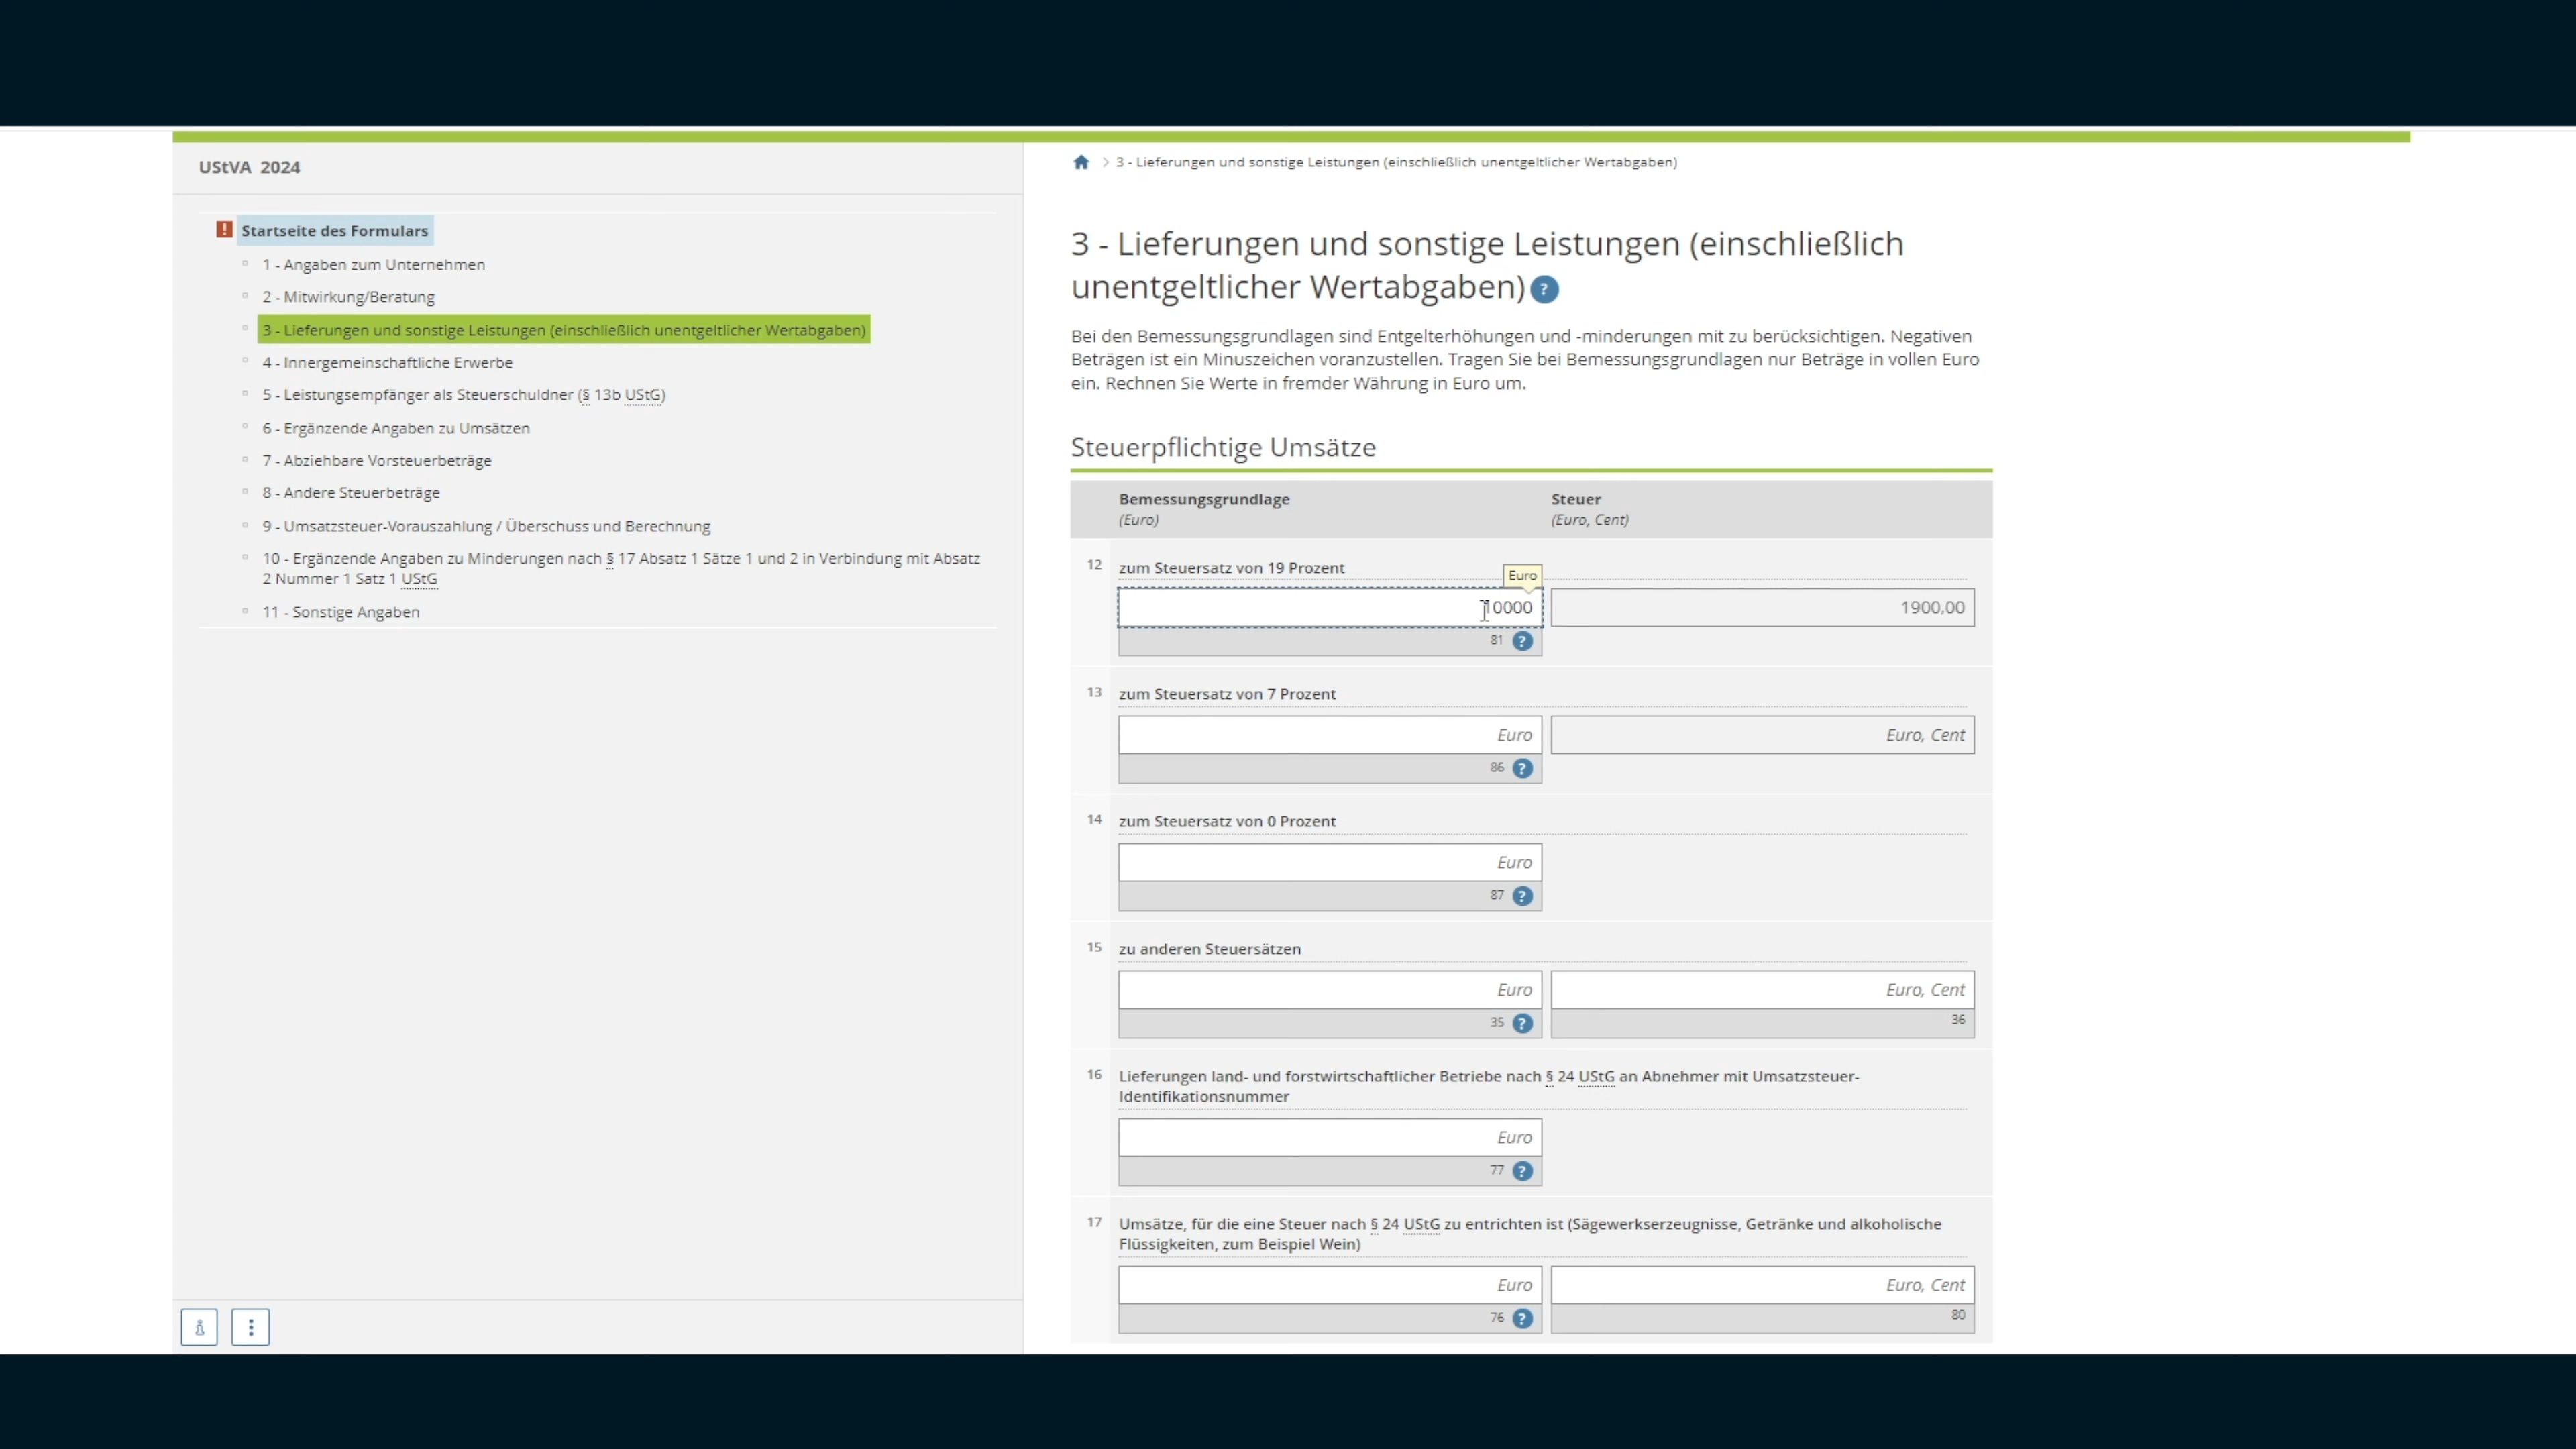 UStVA 2024
Startseite des Formulars
1 - Angaben zum Unternehmen
2 - Mitwirkung/Beratung
3 - Lieferungen und sonstige Leistungen (einschließlich unentgeltlicher Wertabgaben)
4 - Innergemeinschaftliche Erwerbe
5 - Leistungsempfänger als Steuerschuldner (§ 13b UStG)
6 - Ergänzende Angaben zu Umsätzen
7 - Abziehbare Vorsteuerbeträge
8 - Andere Steuerbeträge
9 - Umsatzsteuer-Vorauszahlung / Überschuss und Berechnung
10 - Ergänzende Angaben zu Minderungen nach § 17 Absatz 1 Sätze 1 und 2 in Verbindung mit Absatz
2 Nummer 1 Satz 1 UStG
11 - Sonstige Angaben
> 3 - Lieferungen und sonstige Leistungen (einschließlich unentgeltlicher Wertabgaben)
3 - Lieferungen und sonstige Leistungen (einschließlich
unentgeltlicher Wertabgaben) ?
Bei den Bemessungsgrundlagen sind Entgelterhöhungen und -minderungen mit zu berücksichtigen. Negativen
Beträgen ist ein Minuszeichen voranzustellen. Tragen Sie bei Bemessungsgrundlagen nur Beträge in vollen Euro
ein. Rechnen Sie Werte in fremder Währung in Euro um.
Steuerpflichtige Umsätze
Bemessungsgrundlage Steuer
(Euro) (Euro, Cent)
12 zum Steuersatz von 19 Prozent
Euro
10000 1900,00
81 ?
13 zum Steuersatz von 7 Prozent
Euro Euro, Cent
86 ?
14 zum Steuersatz von 0 Prozent
Euro
87 ?
15 zu anderen Steuersätzen
Euro Euro, Cent
35 ? 36
16 Lieferungen land- und forstwirtschaftlicher Betriebe nach § 24 UStG an Abnehmer mit Umsatzsteuer-
Identifikationsnummer
Euro
77 ?
17 Umsätze, für die eine Steuer nach § 24 UStG zu entrichten ist (Sägewerkserzeugnisse, Getränke und alkoholische
Flüssigkeiten, zum Beispiel Wein)
Euro Euro, Cent
76 ? 80